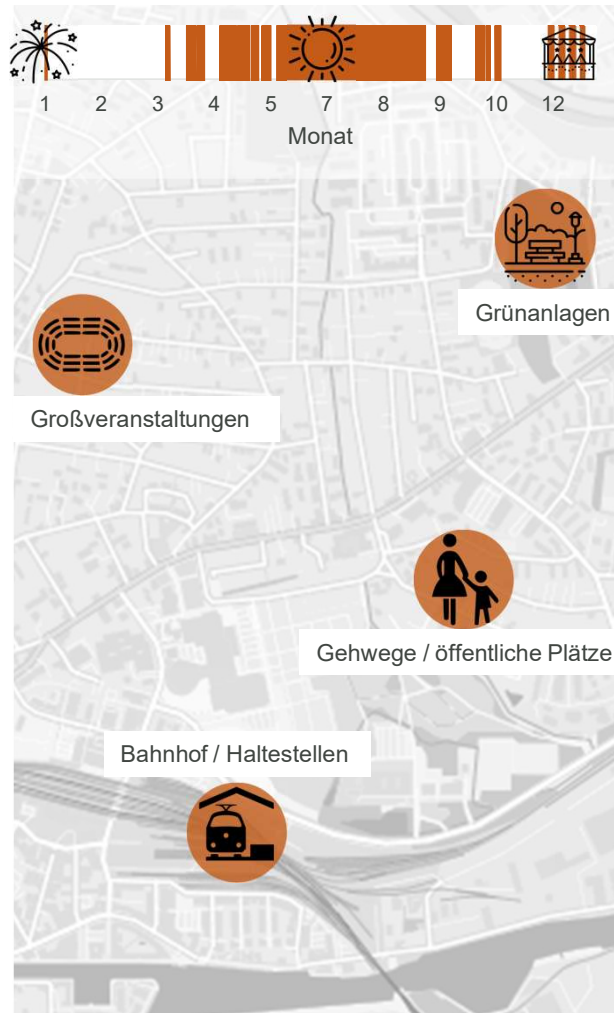 1 2 3 4 5 7 8 9 10 12
Monat
Grünanlagen
Großveranstaltungen
Gehwege / öffentliche Plätze
Bahnhof / Haltestellen